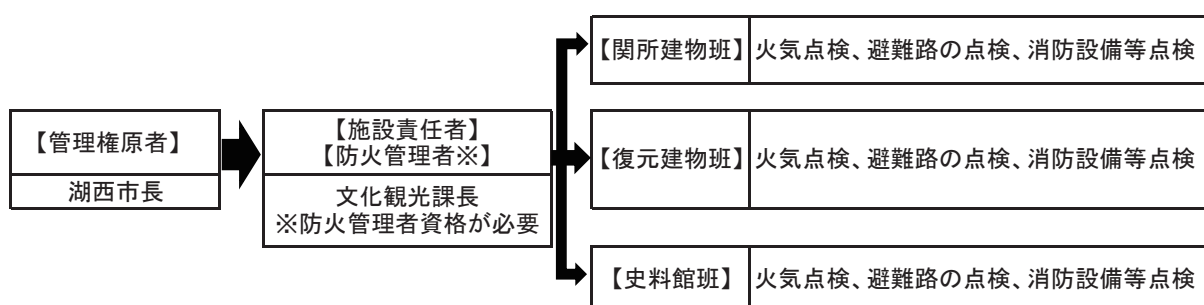 【管理権原者】
湖西市長
【施設責任者】
【防火管理者※】
文化観光課長
※防火管理者資格が必要
【関所建物班】 火気点検、避難路の点検、消防設備等点検
【復元建物班】 火気点検、避難路の点検、消防設備等点検
【史料館班】 火気点検、避難路の点検、消防設備等点検